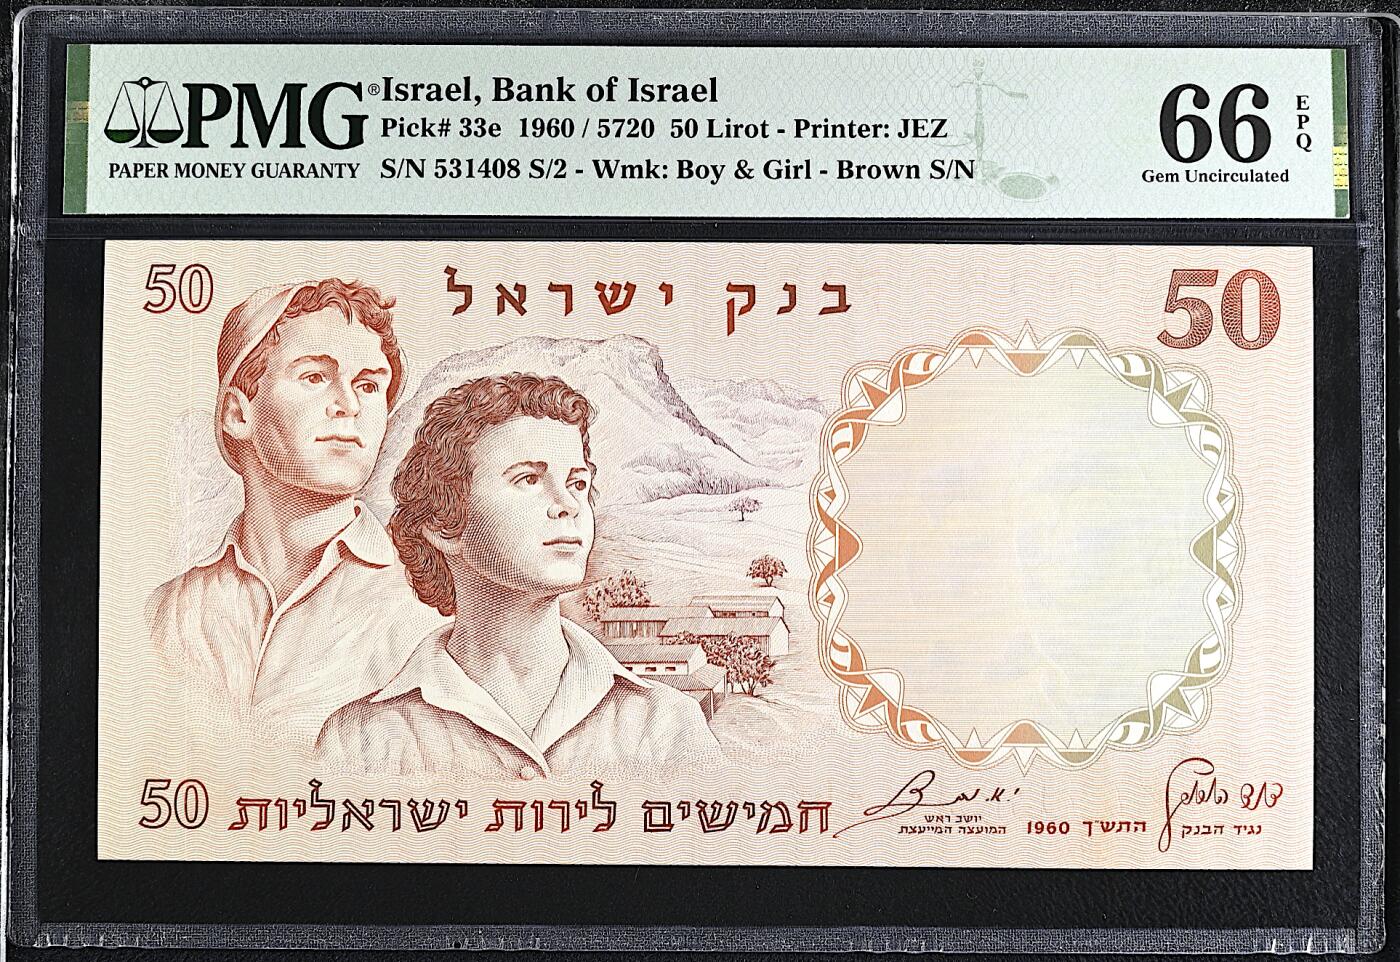 PMG®
PAPER MONEY GUARANTY
Israel, Bank of Israel
Pick# 33e 1960 / 5720 50 Lirot - Printer: JEZ
S/N 531408 S/2 - Wmk: Boy & Girl - Brown S/N
66 EPQ
Gem Uncirculated
50
בנק ישראל
50
50
חמישים לירות ישראליות
יושב ראש
המועצה המייעצת
התש"ך 1960
נגיד הבנק